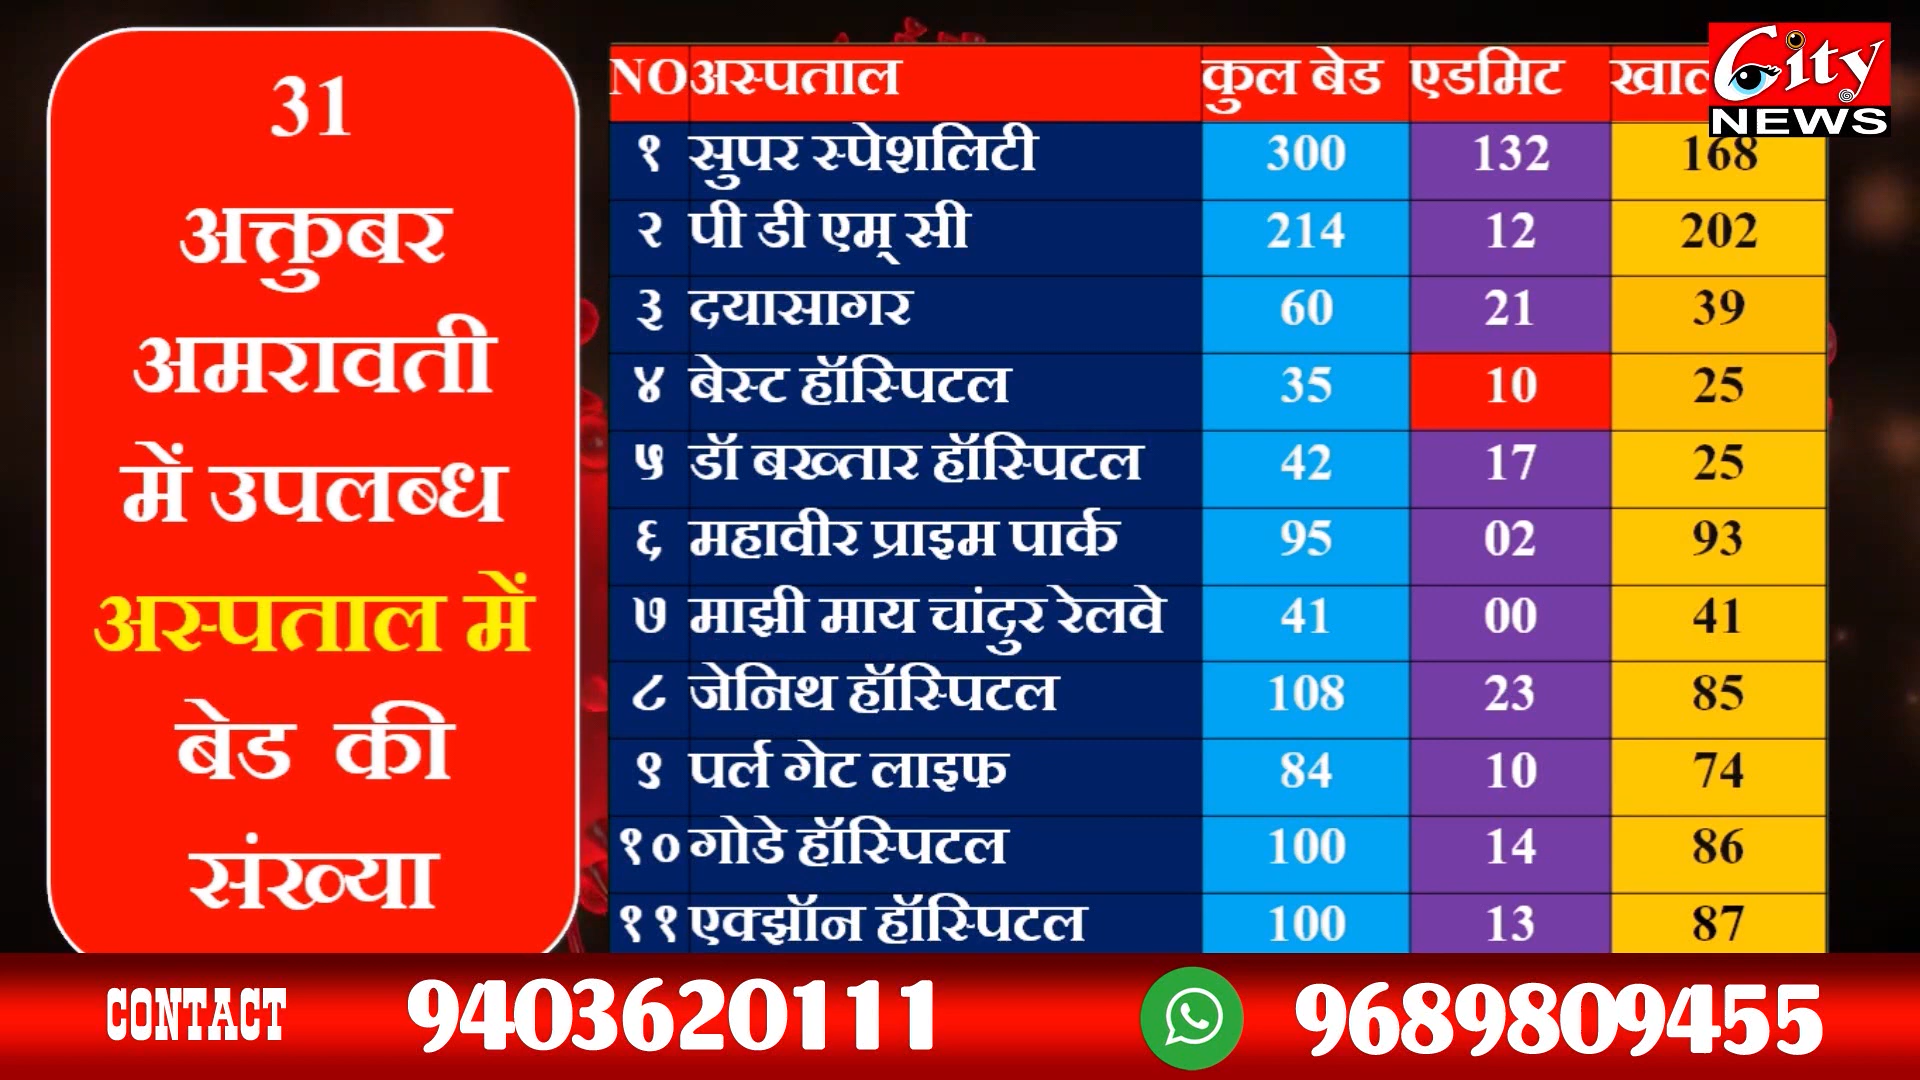 31
अक्तुबर
अमरावती
में उपलब्ध
अस्पताल में
बेड की
संख्या
NO अस्पताल कुल बेड एडमिट
१ सुपर स्पेशलिटी 300 132 168
२ पी डी एम् सी 214 12 202
३ दयासागर 60 21 39
४ बेस्ट हॉस्पिटल 35 10 25
५ डॉ बख्तार हॉस्पिटल 42 17 25
६ महावीर प्राइम पार्क 95 02 93
७ माझी माय चांदुर रेलवे 41 00 41
८ जेनिथ हॉस्पिटल 108 23 85
९ पर्ल गेट लाइफ 84 10 74
१० गोडे हॉस्पिटल 100 14 86
११ एक्झॉन हॉस्पिटल 100 13 87
City
NEWS
CONTACT 9403620111 9689809455